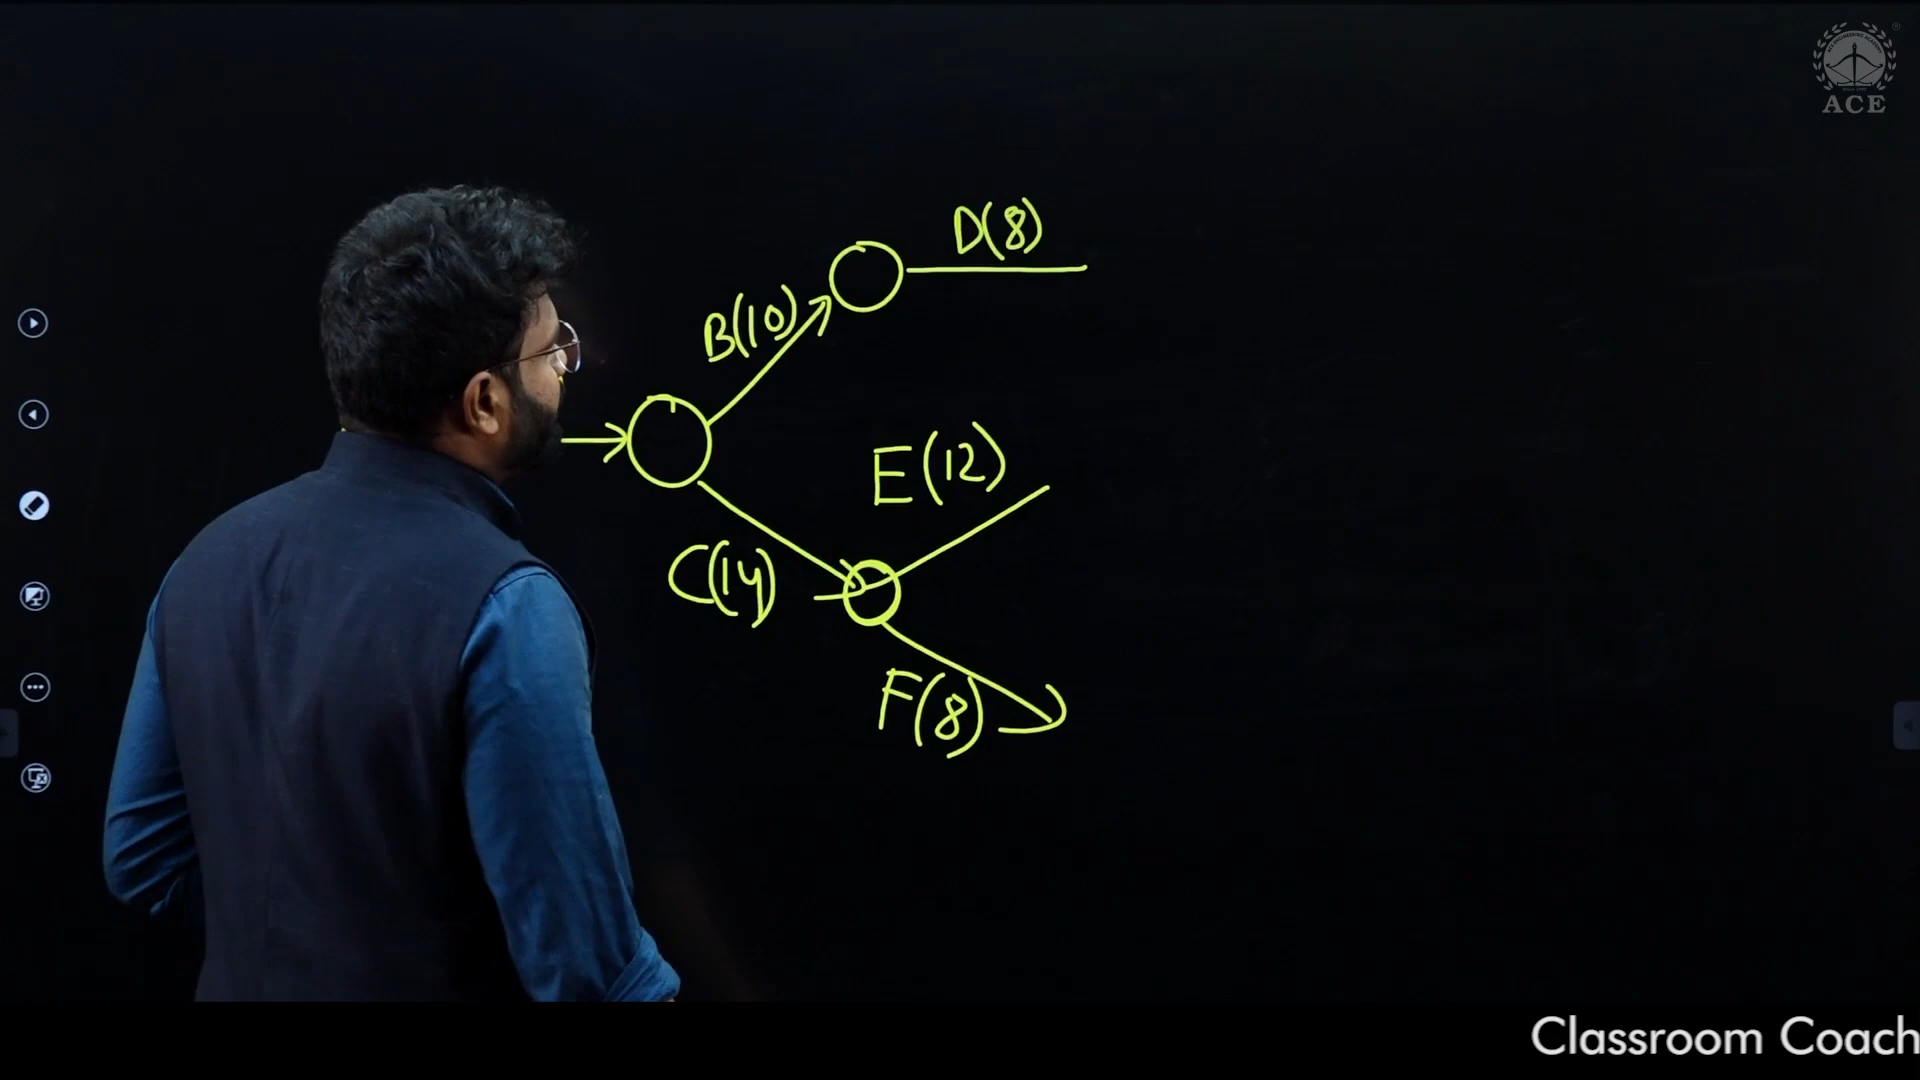 ACE
D(8)
B(10)
E(12)
C(14)
F(8)
Classroom Coach